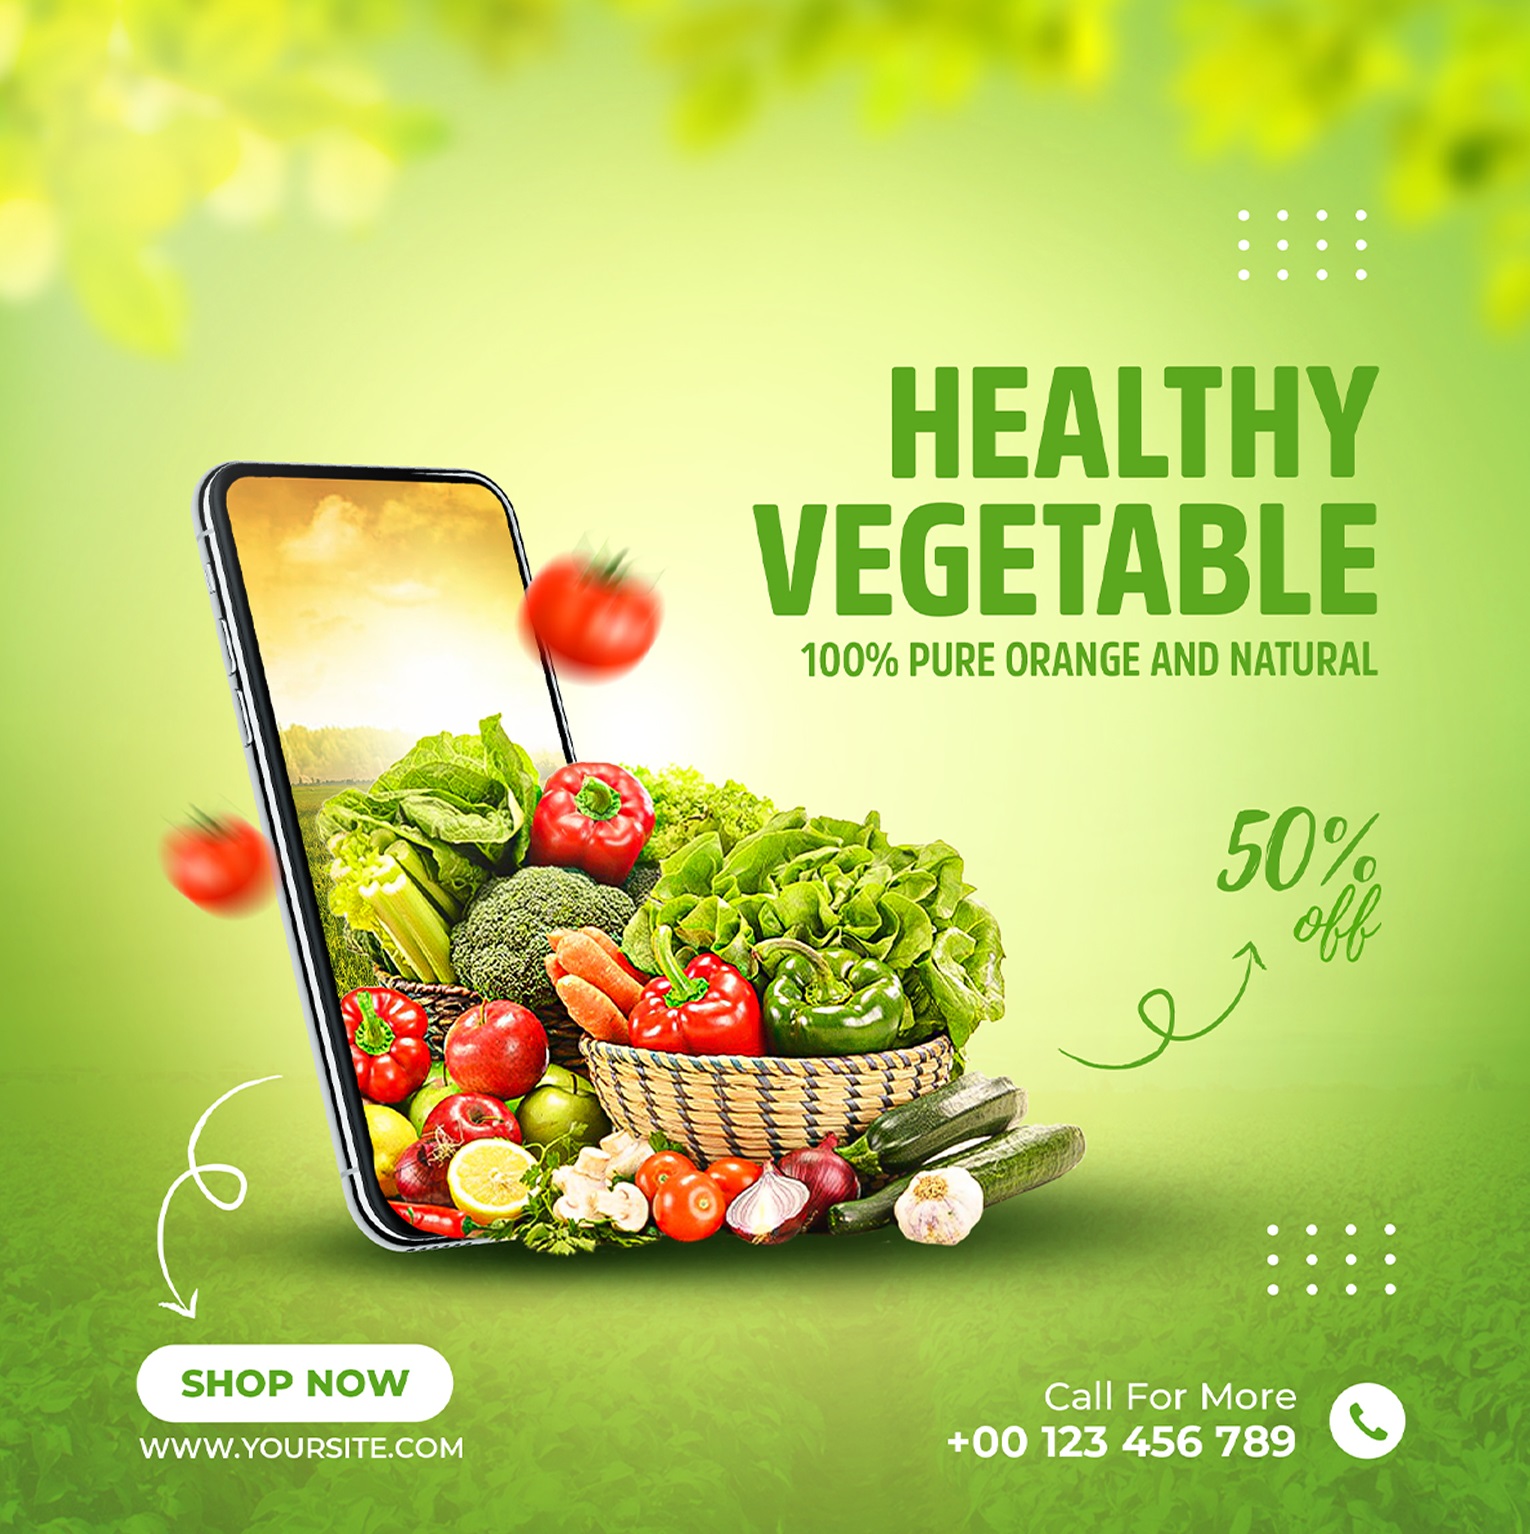 HEALTHY
VEGETABLE
100% PURE ORANGE AND NATURAL
50%
off
SHOP NOW
WWW.YOURSITE.COM
Call For More
+00 123 456 789